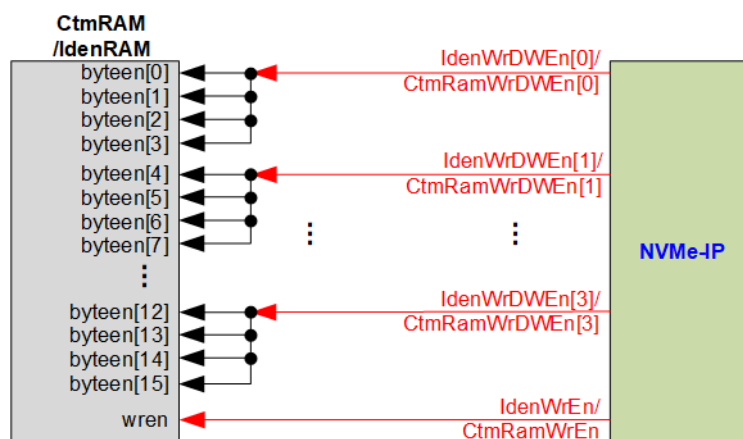 CtmRAM
/IdenRAM
byteen[0]
byteen[1]
byteen[2]
byteen[3]
byteen[4]
byteen[5]
byteen[6]
byteen[7]
byteen[12]
byteen[13]
byteen[14]
byteen[15]
wren
IdenWrDWEn[0]/
CtmRamWrDWEn[0]
IdenWrDWEn[1]/
CtmRamWrDWEn[1]
IdenWrDWEn[3]/
CtmRamWrDWEn[3]
IdenWrEn/
CtmRamWrEn
NVMe-IP